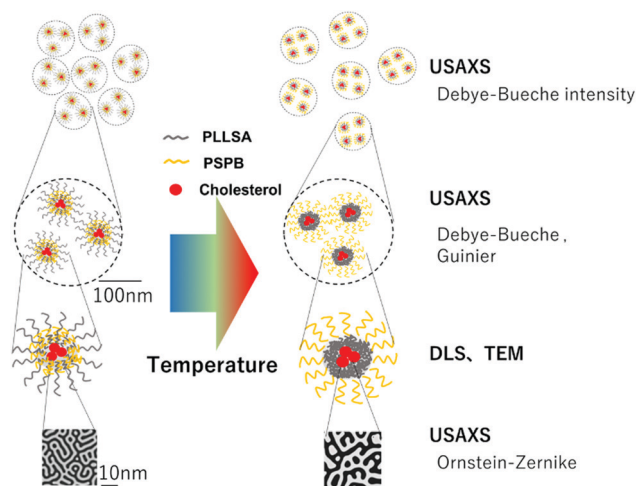 USAXS
Debye-Bueche intensity
PLLSA
PSPB
Cholesterol
USAXS
Debye-Bueche,
Guinier
100nm
Temperature
DLS、TEM
USAXS
Ornstein-Zernike
10nm